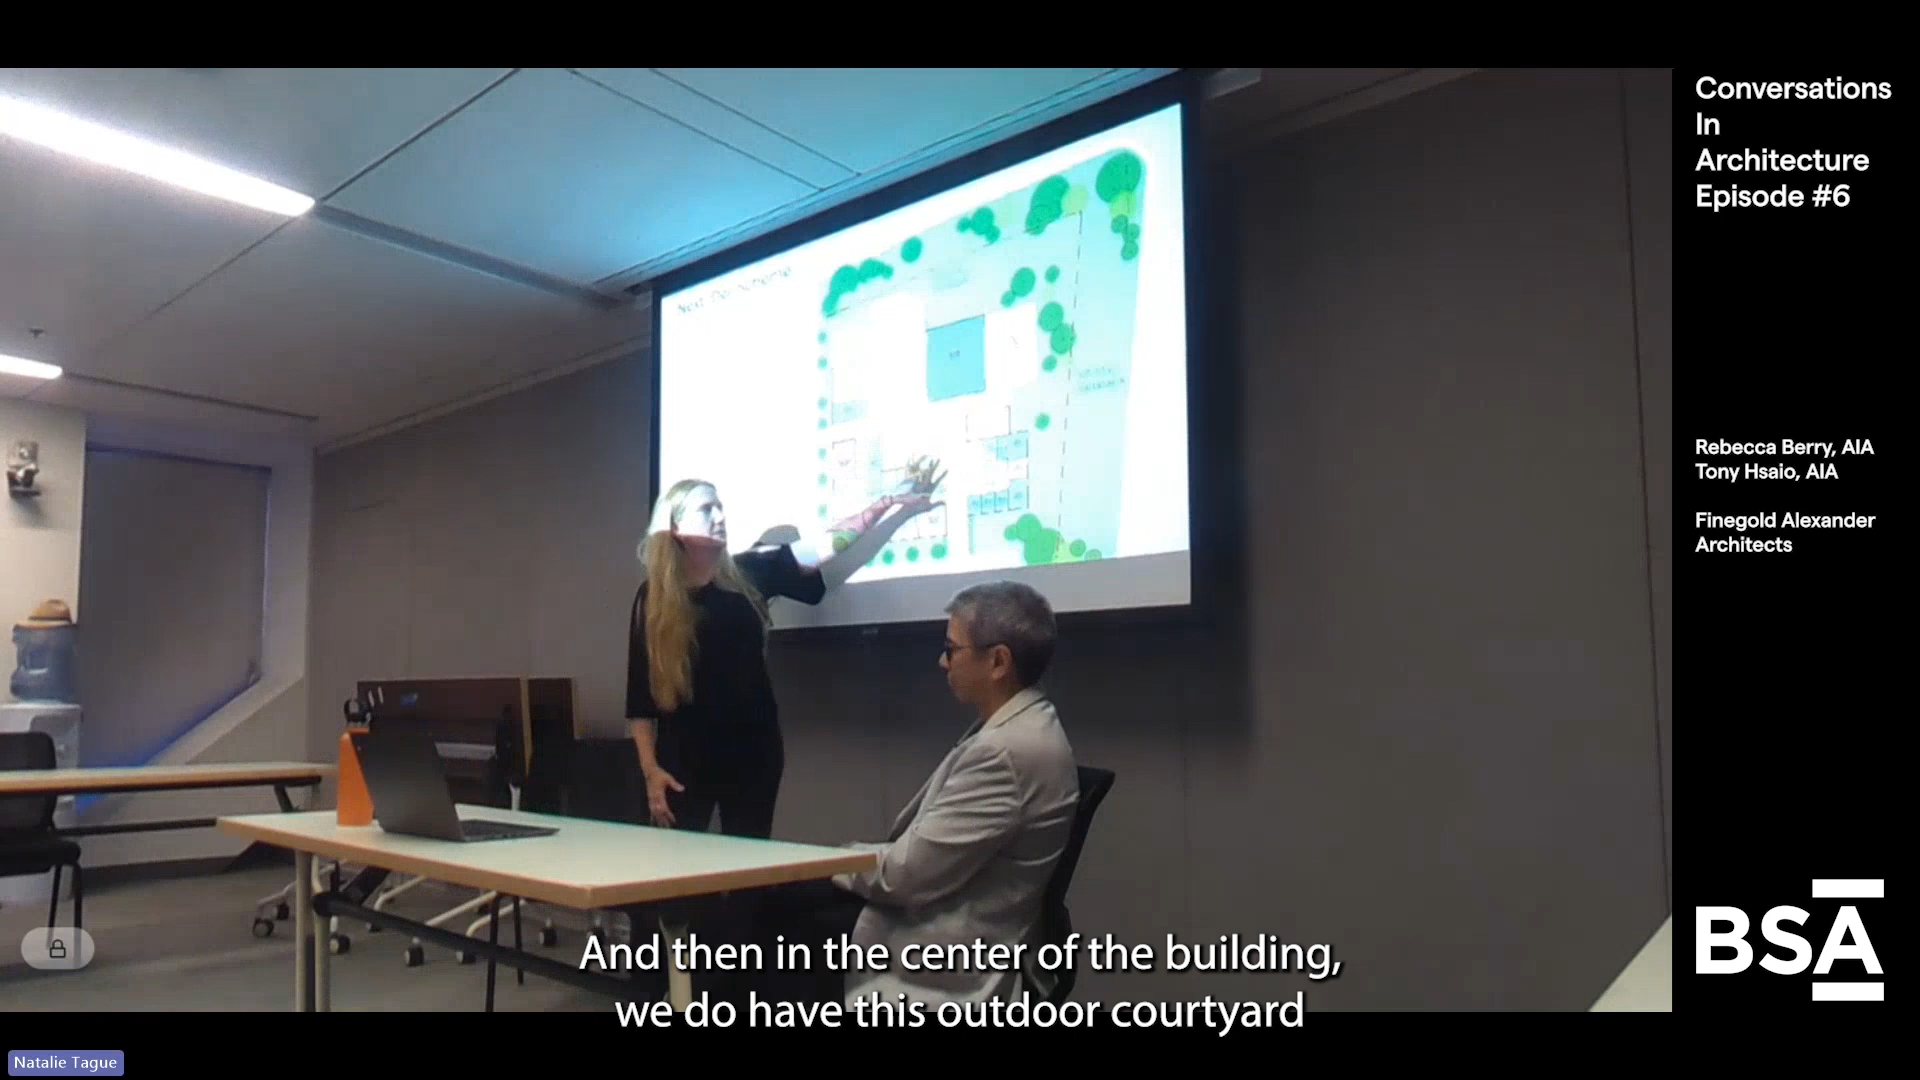 Conversations
In
Architecture
Episode #6
Rebecca Berry, AIA
Tony Hsaio, AIA
Finegold Alexander
Architects
BSA
And then in the center of the building,
we do have this outdoor courtyard
Natalie Tague